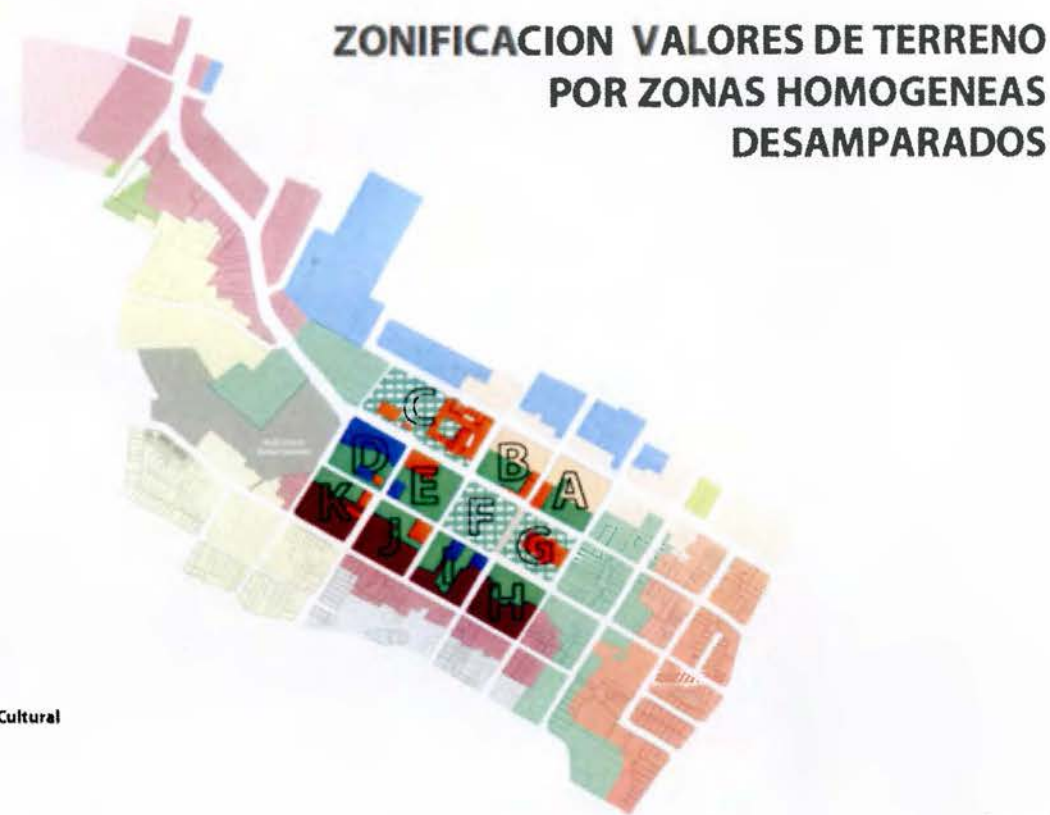 ZONIFICACION VALORES DE TERRENO
POR ZONAS HOMOGENEAS
DESAMPARADOS
C
D
B
A
E
F
K
G
J
I
H
Cultural